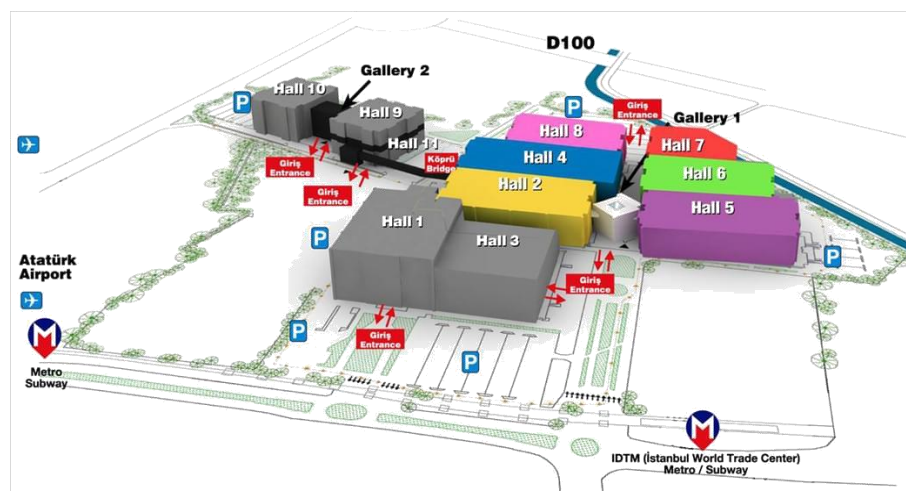 D100
Hall 10
Gallery 2
P
Hall 9
P
Giriş
Entrance
Gallery 1
Hall 8
Hall 7
Hall 11
Giriş
Entrance
Köprü
Bridge
Hall 4
Hall 6
Giriş
Entrance
Hall 2
Hall 5
Hall 1
P
Hall 3
P
Atatürk
Airport
Giriş
Entrance
P
Giriş
Entrance
M
Metro
Subway
P
M
IDTM (İstanbul World Trade Center)
Metro / Subway